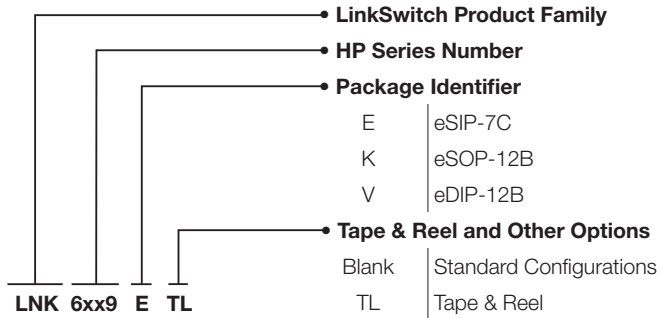 LinkSwitch Product Family
HP Series Number
Package Identifier
E eSIP-7C
K eSOP-12B
V eDIP-12B
Tape & Reel and Other Options
Blank Standard Configurations
TL Tape & Reel
LNK 6xx9 E TL